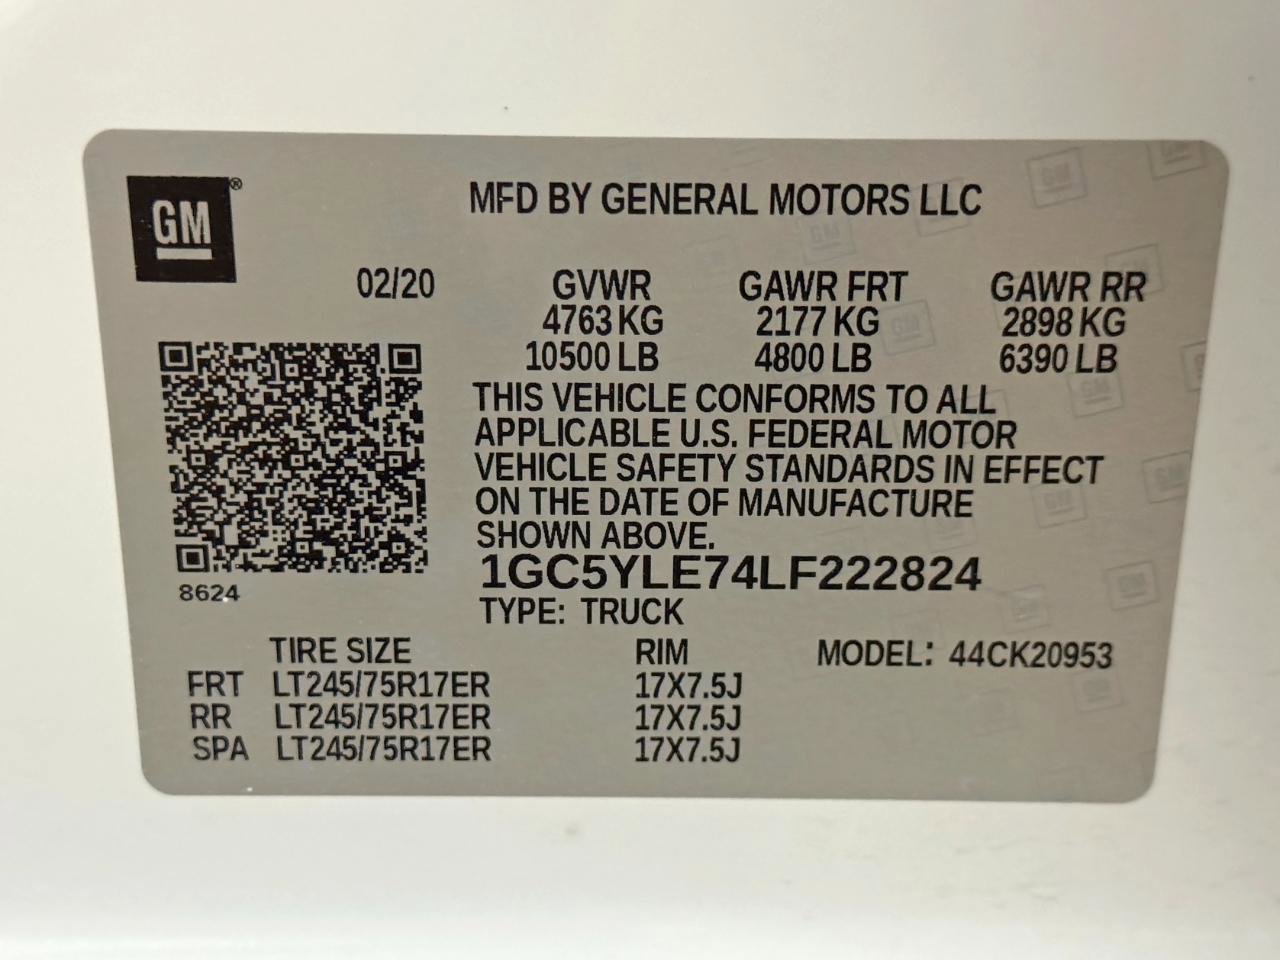 GM®
MFD BY GENERAL MOTORS LLC
02/20 GVWR GAWR FRT GAWR RR
4763 KG 2177 KG 2898 KG
10500 LB 4800 LB 6390 LB
THIS VEHICLE CONFORMS TO ALL
APPLICABLE U.S. FEDERAL MOTOR
VEHICLE SAFETY STANDARDS IN EFFECT
ON THE DATE OF MANUFACTURE
SHOWN ABOVE.
1GC5YLE74LF222824
8624
TYPE: TRUCK
TIRE SIZE RIM MODEL: 44CK20953
FRT LT245/75R17ER 17X7.5J
RR LT245/75R17ER 17X7.5J
SPA LT245/75R17ER 17X7.5J